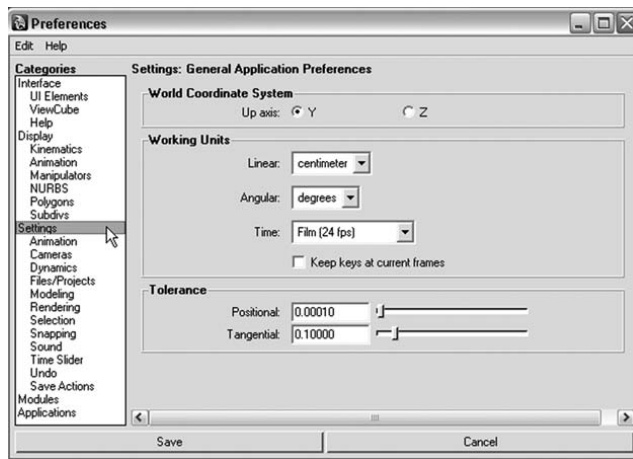 Preferences
Edit Help
Categories
Interface
UI Elements
ViewCube
Help
Display
Kinematics
Animation
Manipulators
NURBS
Polygons
Subdivs
Settings
Animation
Cameras
Dynamics
Files/Projects
Modeling
Rendering
Selection
Snapping
Sound
Time Slider
Undo
Save Actions
Modules
Applications
Settings: General Application Preferences
World Coordinate System
Up axis: Y Z
Working Units
Linear: centimeter
Angular: degrees
Time: Film (24 fps)
Keep keys at current frames
Tolerance
Positional: 0.00010
Tangential: 0.10000
Save Cancel